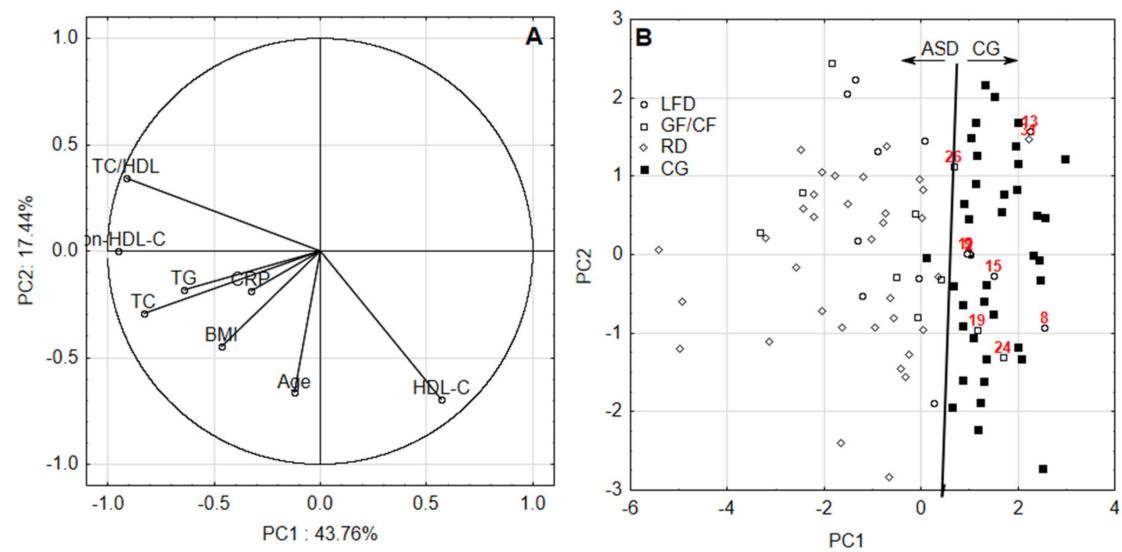 A
1.0
0.5
0.0
-0.5
-1.0
PC2: 17.44%
TC/HDL
on-HDL-C
TG
CRP
TC
BMI
Age
HDL-C
-1.0 -0.5 0.0 0.5 1.0
PC1 : 43.76%
B
ASD CG
LFD
GF/CF
RD
CG
3
2
1
0
-1
-2
-3
PC2
13
26
15
8
19
24
-6 -4 -2 0 2 4
PC1